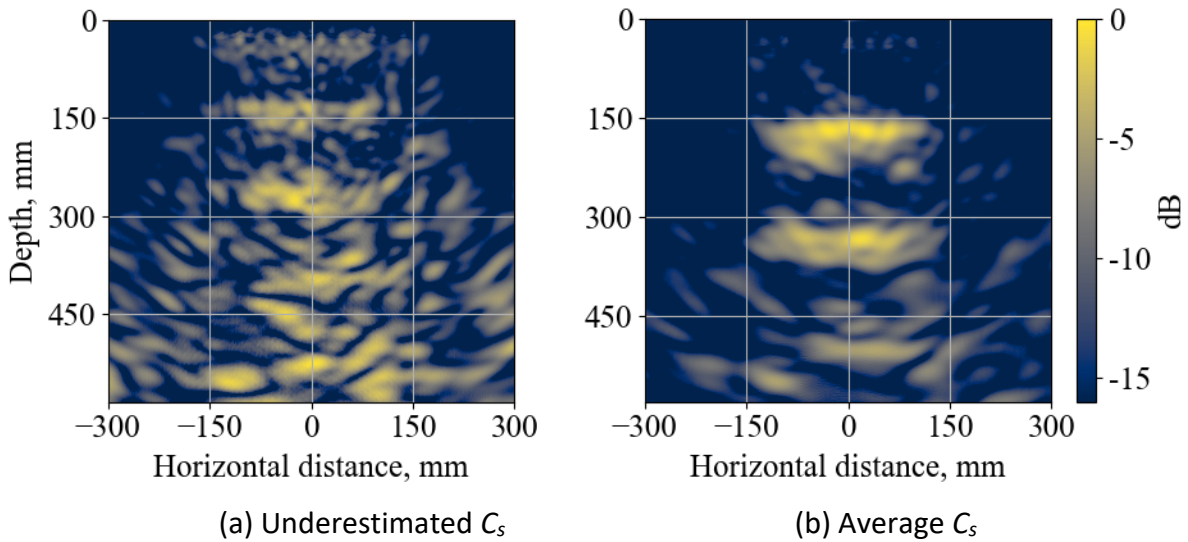 0
150
300
450
Depth, mm
−300 −150 0 150 300
Horizontal distance, mm
(a) Underestimated Cs
0
150
300
450
−300 −150 0 150 300
Horizontal distance, mm
(b) Average Cs
0
-5
-10
-15
dB